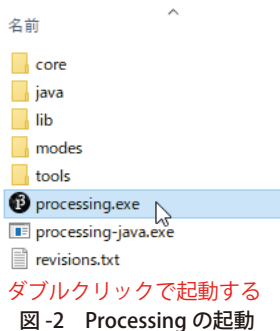 名前
core
java
lib
modes
tools
processing.exe
processing-java.exe
revisions.txt
ダブルクリックで起動する
図 -2　Processing の起動